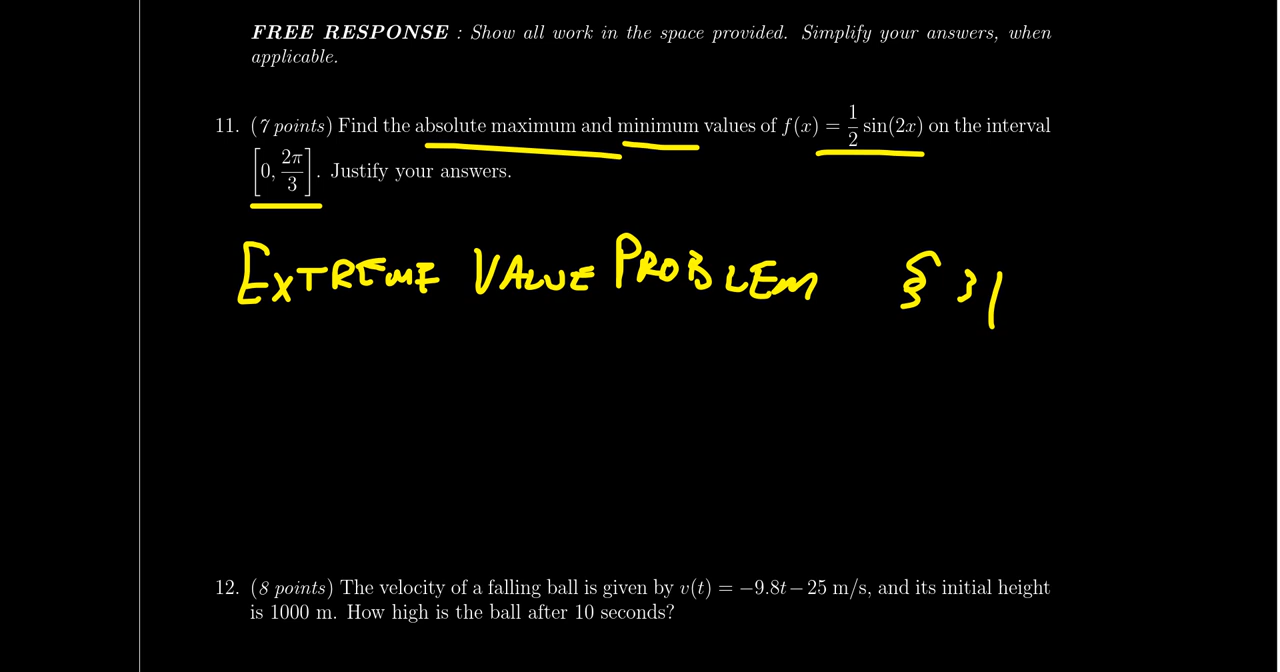 FREE RESPONSE : Show all work in the space provided. Simplify your answers, when
applicable.
11. (7 points) Find the absolute maximum and minimum values of f(x) = 1/2 sin(2x) on the interval
[0, 2π/3]. Justify your answers.
EXTREME VALUE PROBLEM § 31
12. (8 points) The velocity of a falling ball is given by v(t) = −9.8t − 25 m/s, and its initial height
is 1000 m. How high is the ball after 10 seconds?